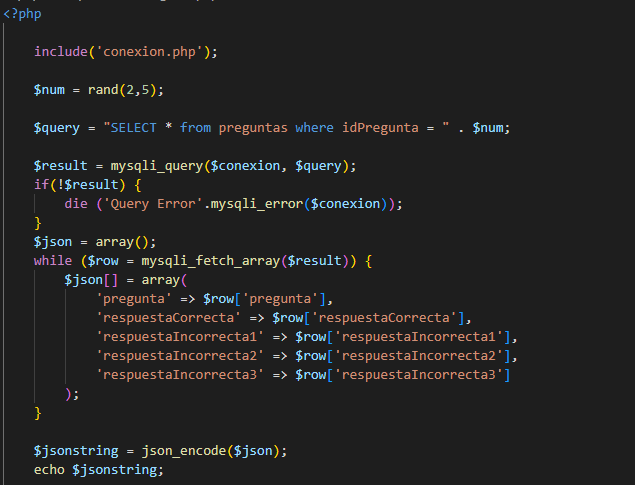 <?php
include('conexion.php');
$num = rand(2,5);
$query = "SELECT * from preguntas where idPregunta = " . $num;
$result = mysqli_query($conexion, $query);
if(!$result) {
die ('Query Error'.mysqli_error($conexion));
}
$json = array();
while ($row = mysqli_fetch_array($result)) {
$json[] = array(
'pregunta' => $row['pregunta'],
'respuestaCorrecta' => $row['respuestaCorrecta'],
'respuestaIncorrecta1' => $row['respuestaIncorrecta1'],
'respuestaIncorrecta2' => $row['respuestaIncorrecta2'],
'respuestaIncorrecta3' => $row['respuestaIncorrecta3']
);
}
$jsonstring = json_encode($json);
echo $jsonstring;